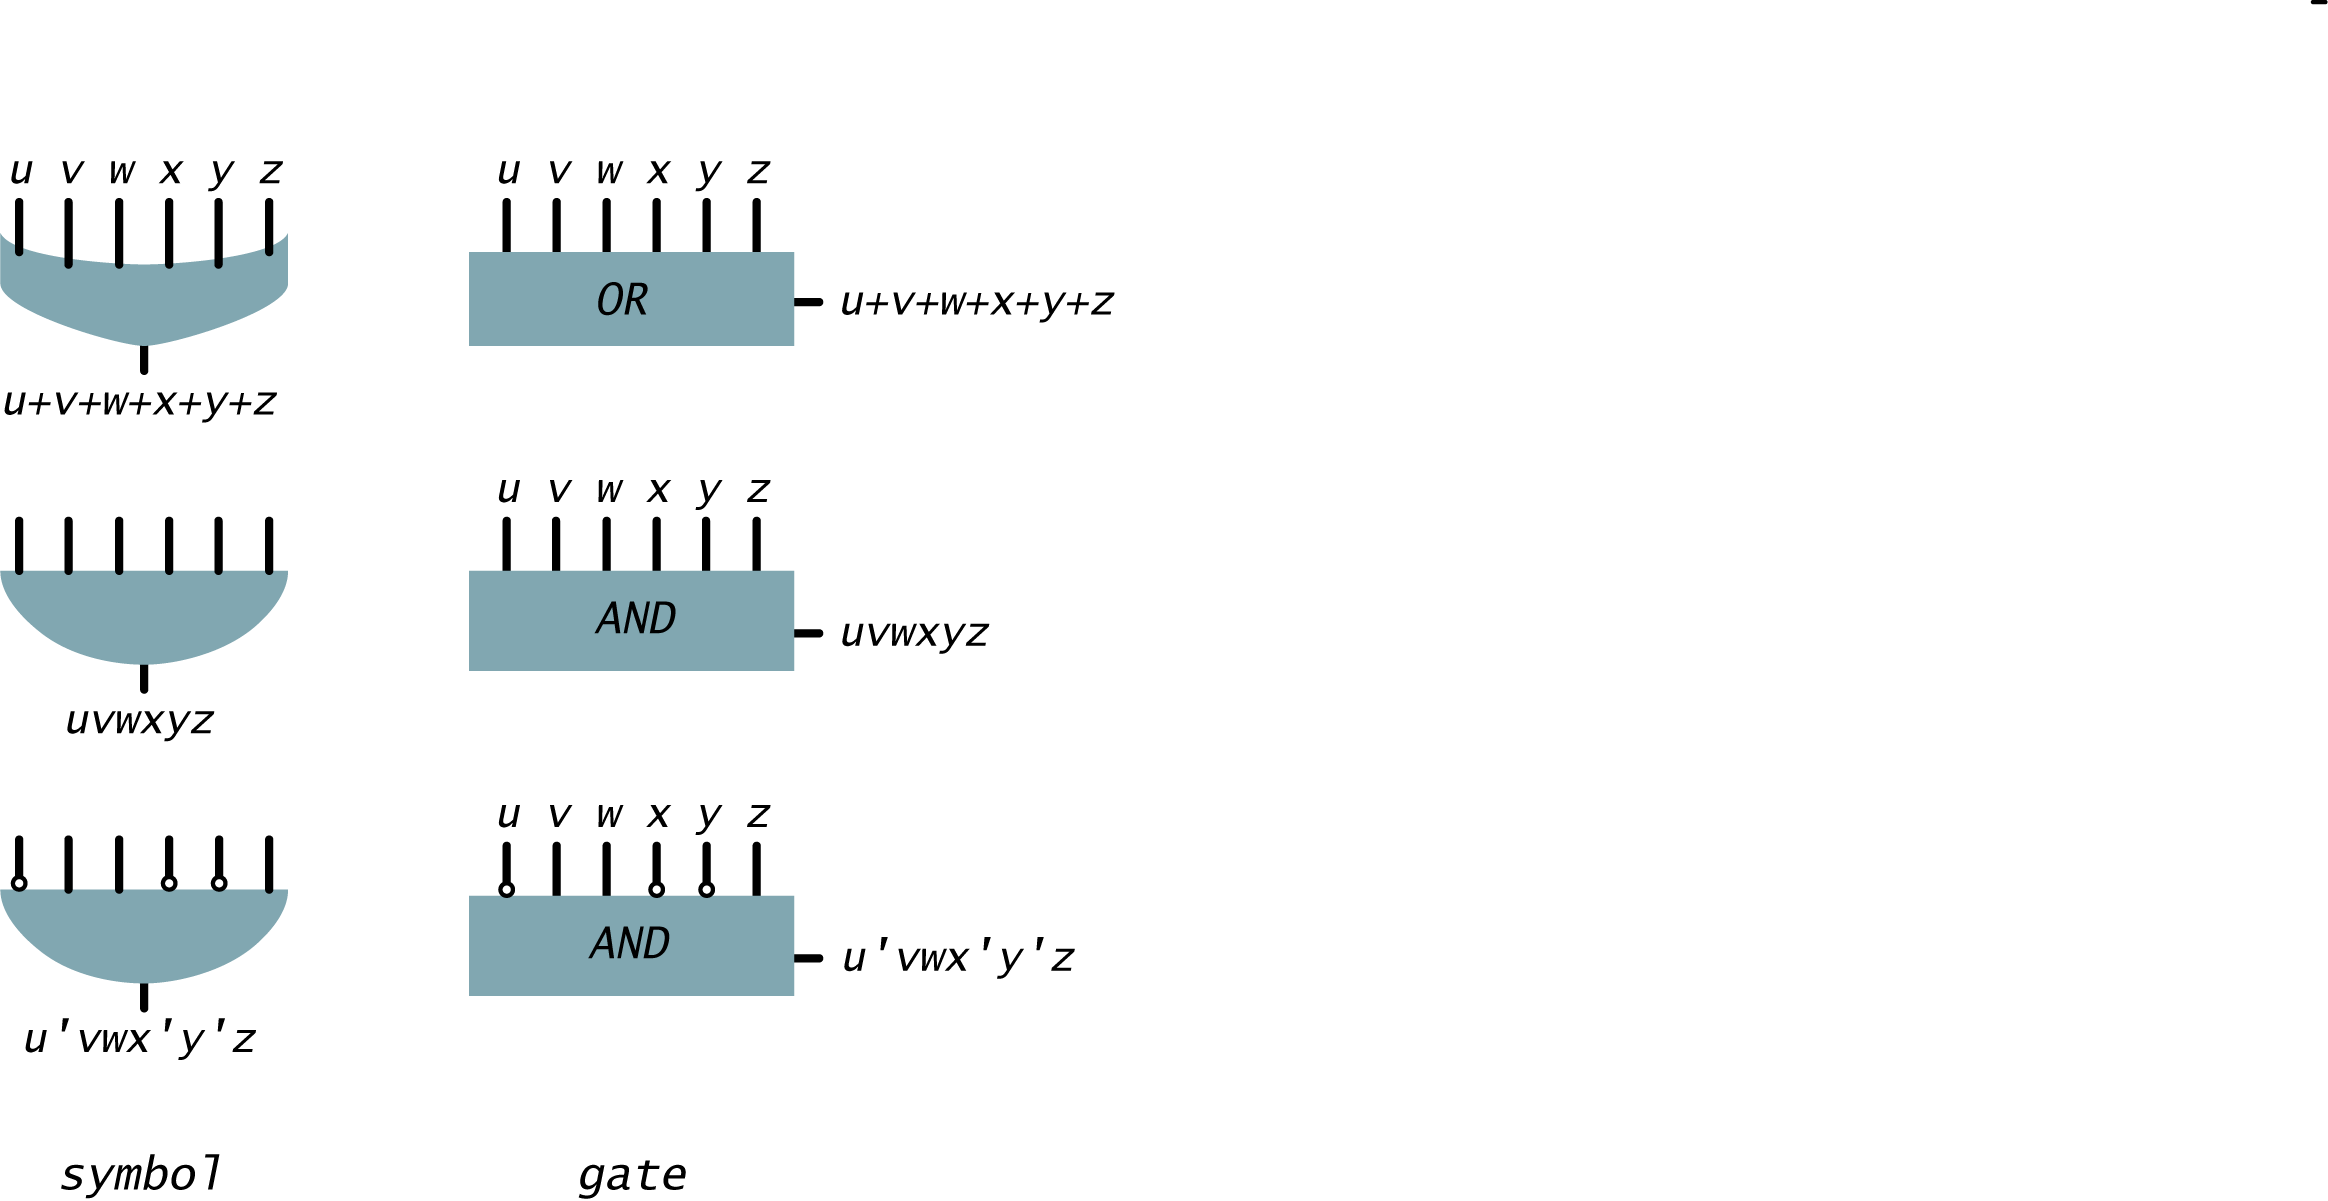 u v w x y z
u v w x y z
OR
u+v+w+x+y+z
u+v+w+x+y+z
u v w x y z
AND
uvwxyz
uvwxyz
u v w x y z
AND
u'vwx'y'z
u'vwx'y'z
symbol
gate